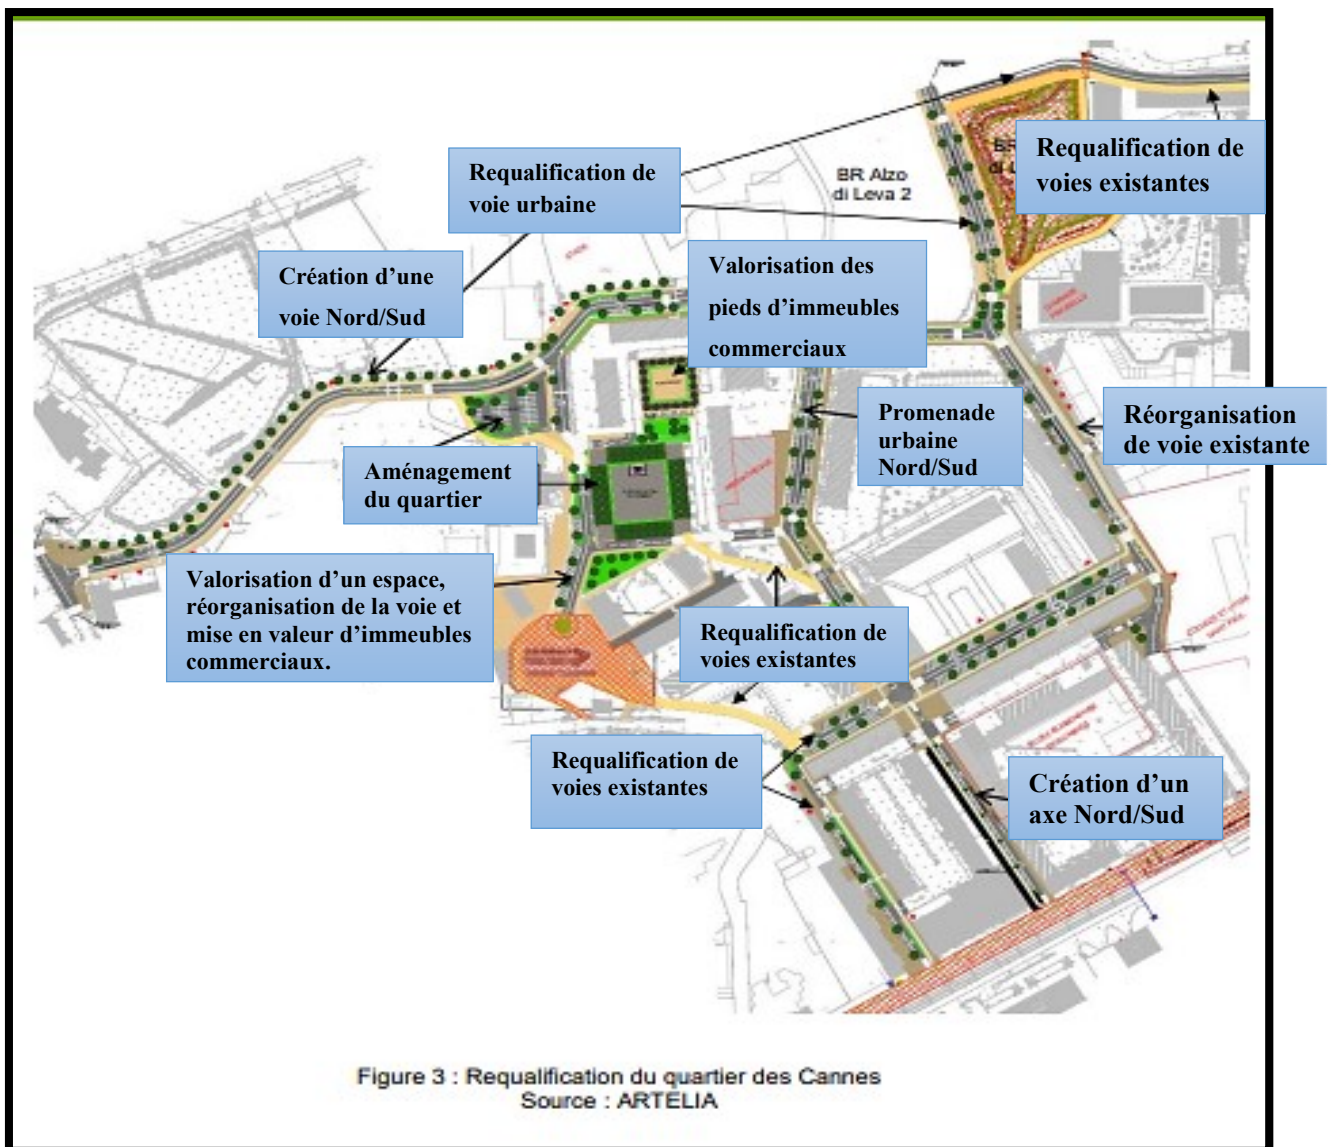 BR Alzo
di Leva 2
Requalification de
voies existantes
Requalification de
voie urbaine
Création d'une
voie Nord/Sud
Valorisation des
pieds d'immeubles
commerciaux
Promenade
urbaine
Nord/Sud
Réorganisation
de voie existante
Aménagement
du quartier
Valorisation d'un espace,
réorganisation de la voie et
mise en valeur d'immeubles
commerciaux.
Requalification de
voies existantes
Requalification de
voies existantes
Création d'un
axe Nord/Sud
Figure 3 : Requalification du quartier des Cannes
Source : ARTELIA